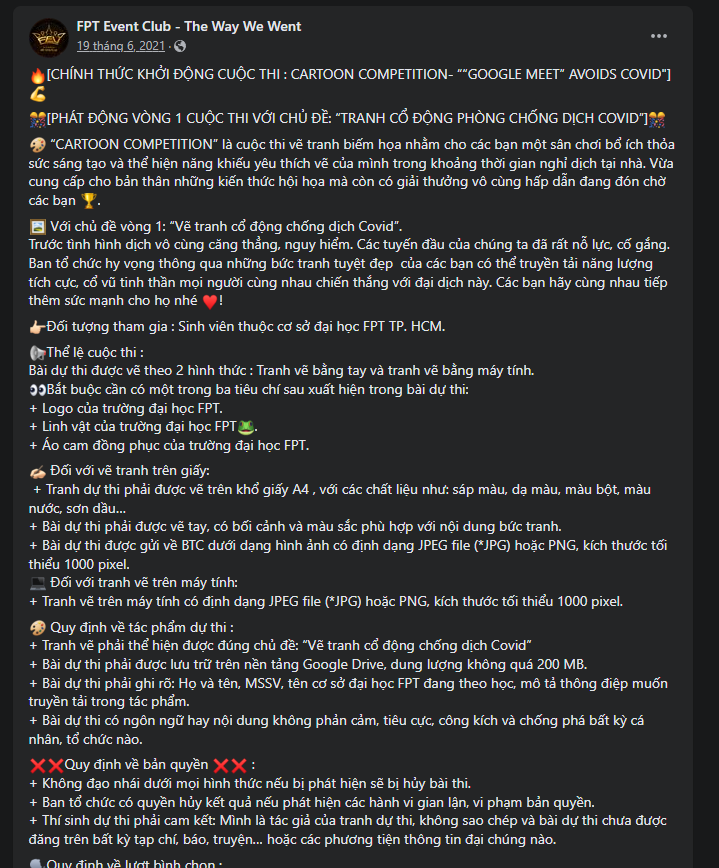 FPT Event Club - The Way We Went
19 tháng 6, 2021 ·
🔥[CHÍNH THỨC KHỞI ĐỘNG CUỘC THI : CARTOON COMPETITION- ""GOOGLE MEET" AVOIDS COVID"]
💪
🎊[PHÁT ĐỘNG VÒNG 1 CUỘC THI VỚI CHỦ ĐỀ: "TRANH CỔ ĐỘNG PHÒNG CHỐNG DỊCH COVID"]🎊
🎨 "CARTOON COMPETITION" là cuộc thi vẽ tranh biếm họa nhằm cho các bạn một sân chơi bổ ích thỏa
sức sáng tạo và thể hiện năng khiếu yêu thích vẽ của mình trong khoảng thời gian nghỉ dịch tại nhà. Vừa
cung cấp cho bản thân những kiến thức hội họa mà còn có giải thưởng vô cùng hấp dẫn đang đón chờ
các bạn 🏆.
🖼 Với chủ đề vòng 1: "Vẽ tranh cổ động chống dịch Covid".
Trước tình hình dịch vô cùng căng thẳng, nguy hiểm. Các tuyến đầu của chúng ta đã rất nỗ lực, cố gắng.
Ban tổ chức hy vọng thông qua những bức tranh tuyệt đẹp của các bạn có thể truyền tải năng lượng
tích cực, cổ vũ tinh thần mọi người cùng nhau chiến thắng với đại dịch này. Các bạn hãy cùng nhau tiếp
thêm sức mạnh cho họ nhé ❤️!
👉Đối tượng tham gia : Sinh viên thuộc cơ sở đại học FPT TP. HCM.
📢Thể lệ cuộc thi :
Bài dự thi được vẽ theo 2 hình thức : Tranh vẽ bằng tay và tranh vẽ bằng máy tính.
👀Bắt buộc cần có một trong ba tiêu chí sau xuất hiện trong bài dự thi:
+ Logo của trường đại học FPT.
+ Linh vật của trường đại học FPT🐸.
+ Áo cam đồng phục của trường đại học FPT.
✍ Đối với vẽ tranh trên giấy:
+ Tranh dự thi phải được vẽ trên khổ giấy A4 , với các chất liệu như: sáp màu, dạ màu, màu bột, màu
nước, sơn dầu...
+ Bài dự thi phải được vẽ tay, có bối cảnh và màu sắc phù hợp với nội dung bức tranh.
+ Bài dự thi được gửi về BTC dưới dạng hình ảnh có định dạng JPEG file (*JPG) hoặc PNG, kích thước tối
thiểu 1000 pixel.
💻 Đối với tranh vẽ trên máy tính:
+ Tranh vẽ trên máy tính có định dạng JPEG file (*JPG) hoặc PNG, kích thước tối thiểu 1000 pixel.
🎨 Quy định về tác phẩm dự thi :
+ Tranh vẽ phải thể hiện được đúng chủ đề: "Vẽ tranh cổ động chống dịch Covid"
+ Bài dự thi phải được lưu trữ trên nền tảng Google Drive, dung lượng không quá 200 MB.
+ Bài dự thi phải ghi rõ: Họ và tên, MSSV, tên cơ sở đại học FPT đang theo học, mô tả thông điệp muốn
truyền tải trong tác phẩm.
+ Bài dự thi có ngôn ngữ hay nội dung không phản cảm, tiêu cực, công kích và chống phá bất kỳ cá
nhân, tổ chức nào.
❌❌Quy định về bản quyền ❌❌ :
+ Không đạo nhái dưới mọi hình thức nếu bị phát hiện sẽ bị hủy bài thi.
+ Ban tổ chức có quyền hủy kết quả nếu phát hiện các hành vi gian lận, vi phạm bản quyền.
+ Thí sinh dự thi phải cam kết: Mình là tác giả của tranh dự thi, không sao chép và bài dự thi chưa được
đăng trên bất kỳ tạp chí, báo, truyện... hoặc các phương tiện thông tin đại chúng nào.
🗣Quy định về lượt bình chọn :